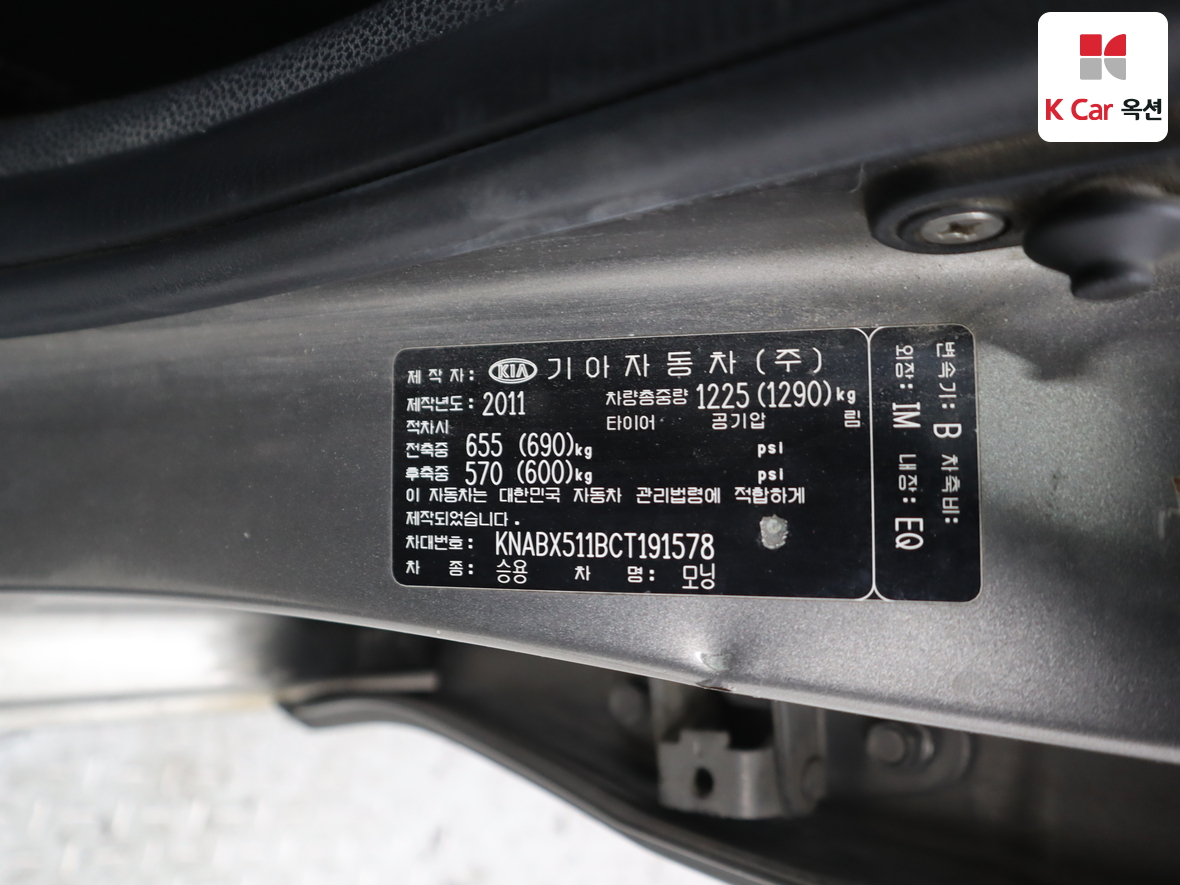 K Car 옥션
제 작 자: KIA 기아자동차(주)
제작년도: 2011 차량총중량 1225(1290)kg
적차시 타이어 공기압 림
전축중 655 (690)kg psi
후축중 570 (600)kg psi
이 자동차는 대한민국 자동차 관리법령에 적합하게
제작되었습니다.
차대번호: KNABX511BCT191578
차 종: 승용 차 명: 모닝
변속기: B 차축비:
외장: IM 내장: EQ